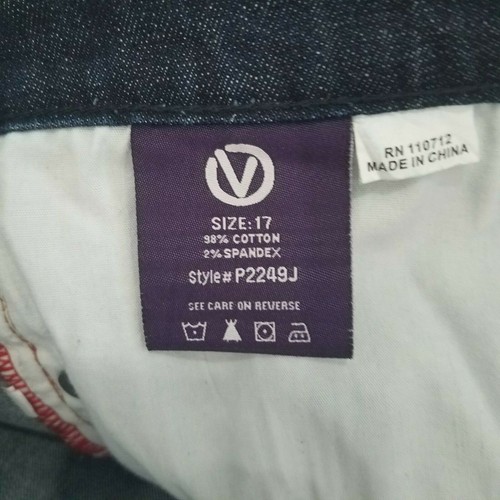 V
SIZE: 17
98% COTTON
2% SPANDEX
Style# P2249J
SEE CARE ON REVERSE
RN 110712
MADE IN CHINA